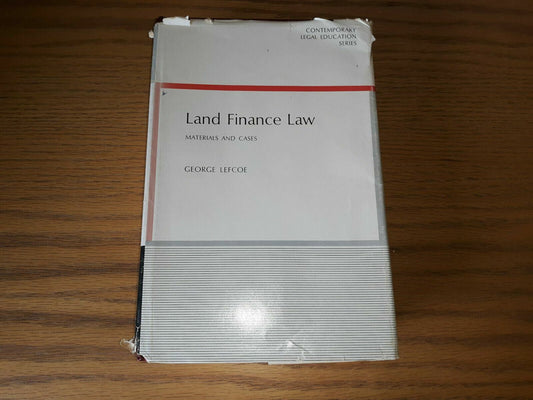 CONTEMPORARY
LEGAL EDUCATION
SERIES
Land Finance Law
MATERIALS AND CASES
GEORGE LEFCOE